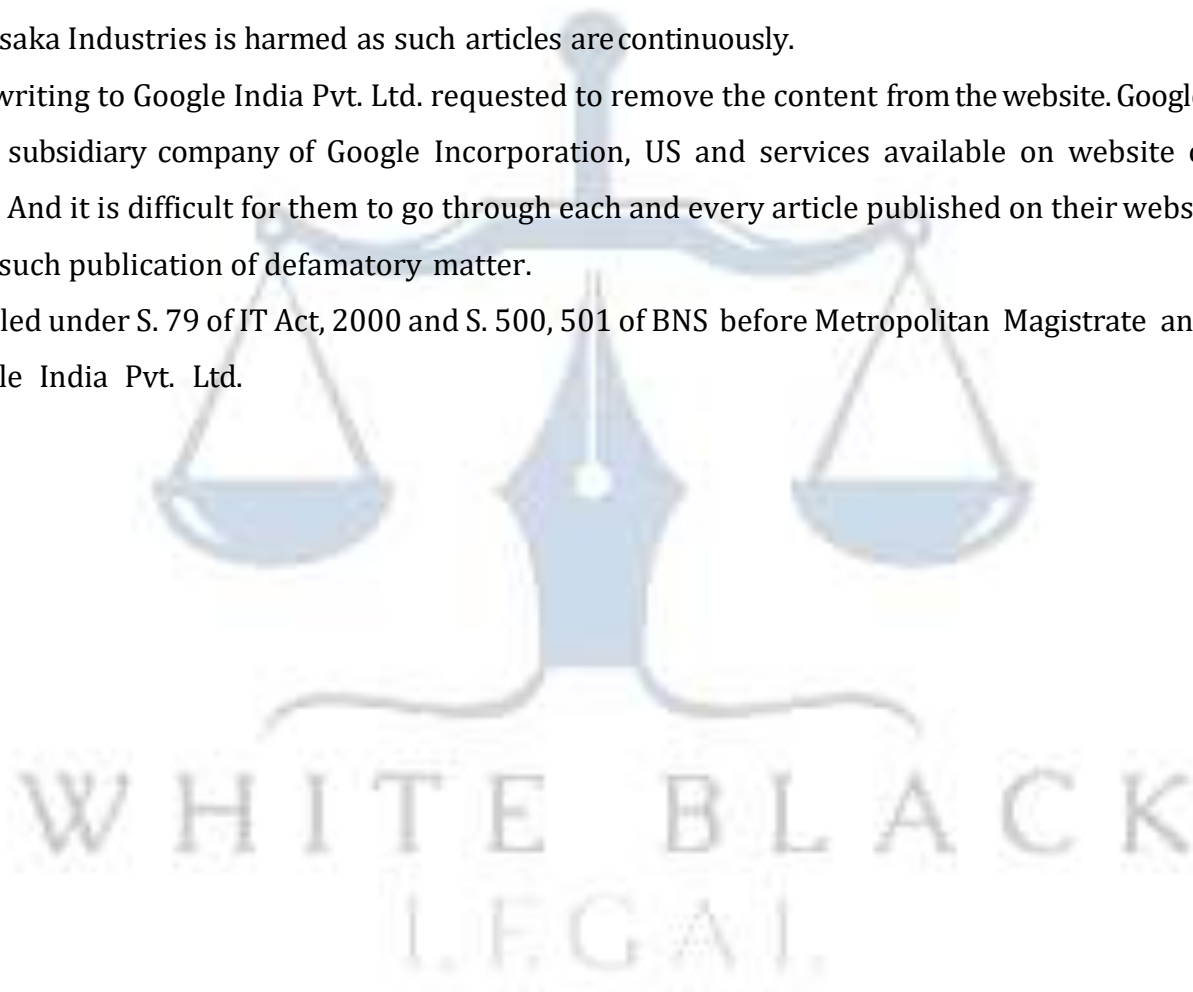 saka Industries is harmed as such articles are continuously.
writing to Google India Pvt. Ltd. requested to remove the content from the website. Google
subsidiary company of Google Incorporation, US and services available on website
And it is difficult for them to go through each and every article published on their webs
such publication of defamatory matter.
led under S. 79 of IT Act, 2000 and S. 500, 501 of BNS before Metropolitan Magistrate an
le India Pvt. Ltd.
WHITE BLACK
LEGAL